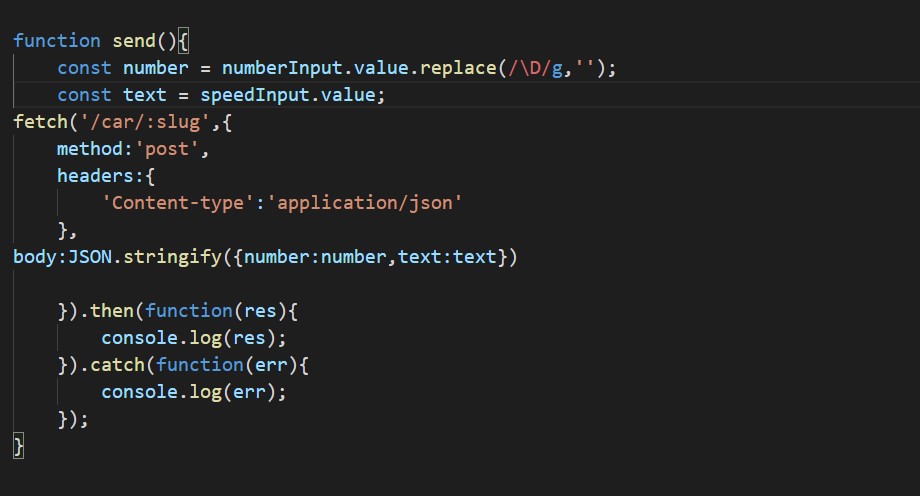 function send(){
    const number = numberInput.value.replace(/\D/g,'');
    const text = speedInput.value;
fetch('/car/:slug',{
    method:'post',
    headers:{
        'Content-type':'application/json'
    },
body:JSON.stringify({number:number,text:text})
    }).then(function(res){
        console.log(res);
    }).catch(function(err){
        console.log(err);
    });
}